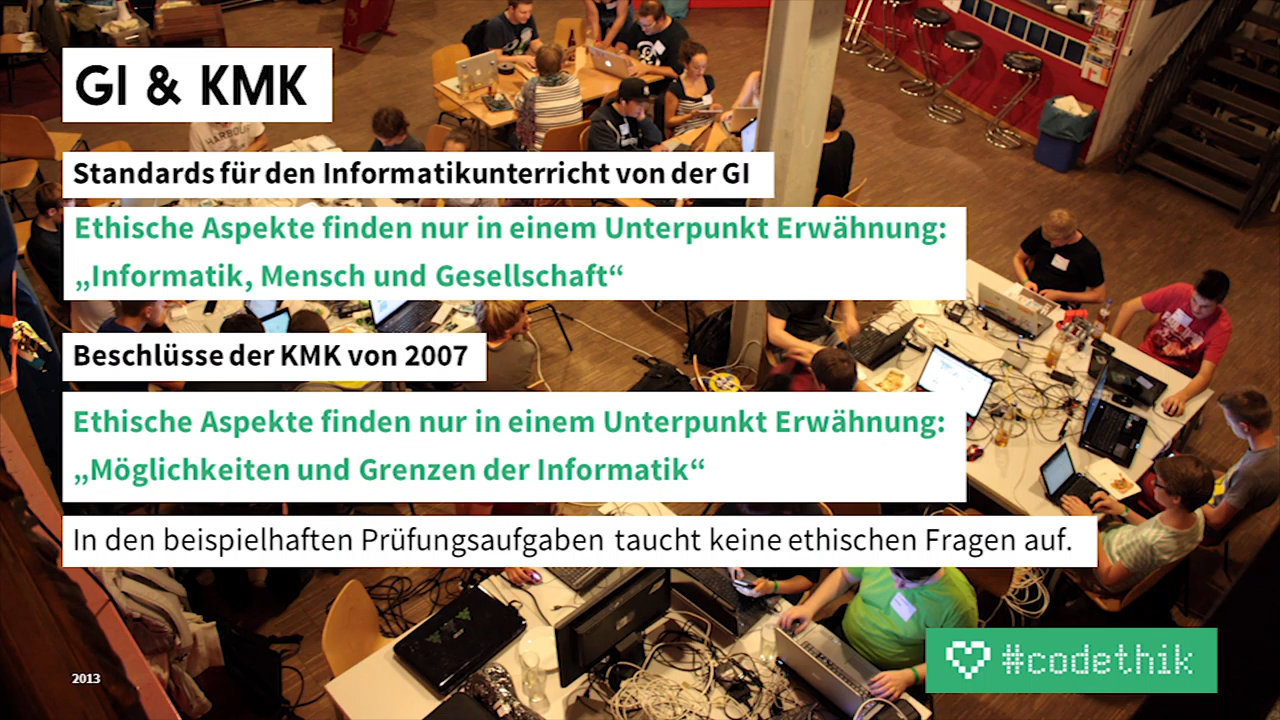 GI & KMK
Standards für den Informatikunterricht von der GI
Ethische Aspekte finden nur in einem Unterpunkt Erwähnung:
„Informatik, Mensch und Gesellschaft“
Beschlüsse der KMK von 2007
Ethische Aspekte finden nur in einem Unterpunkt Erwähnung:
„Möglichkeiten und Grenzen der Informatik“
In den beispielhaften Prüfungsaufgaben taucht keine ethischen Fragen auf.
2013
#codethik